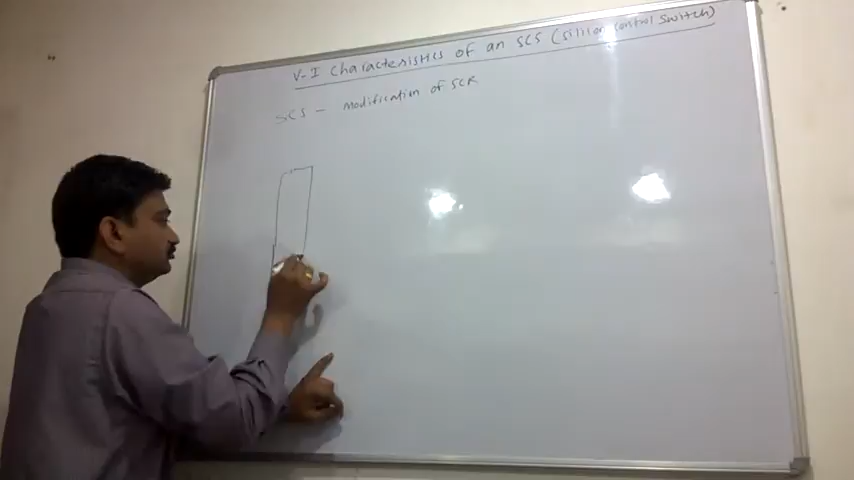 V-I Characteristics of an SCS (silicon control switch)
SCS - modification of SCR